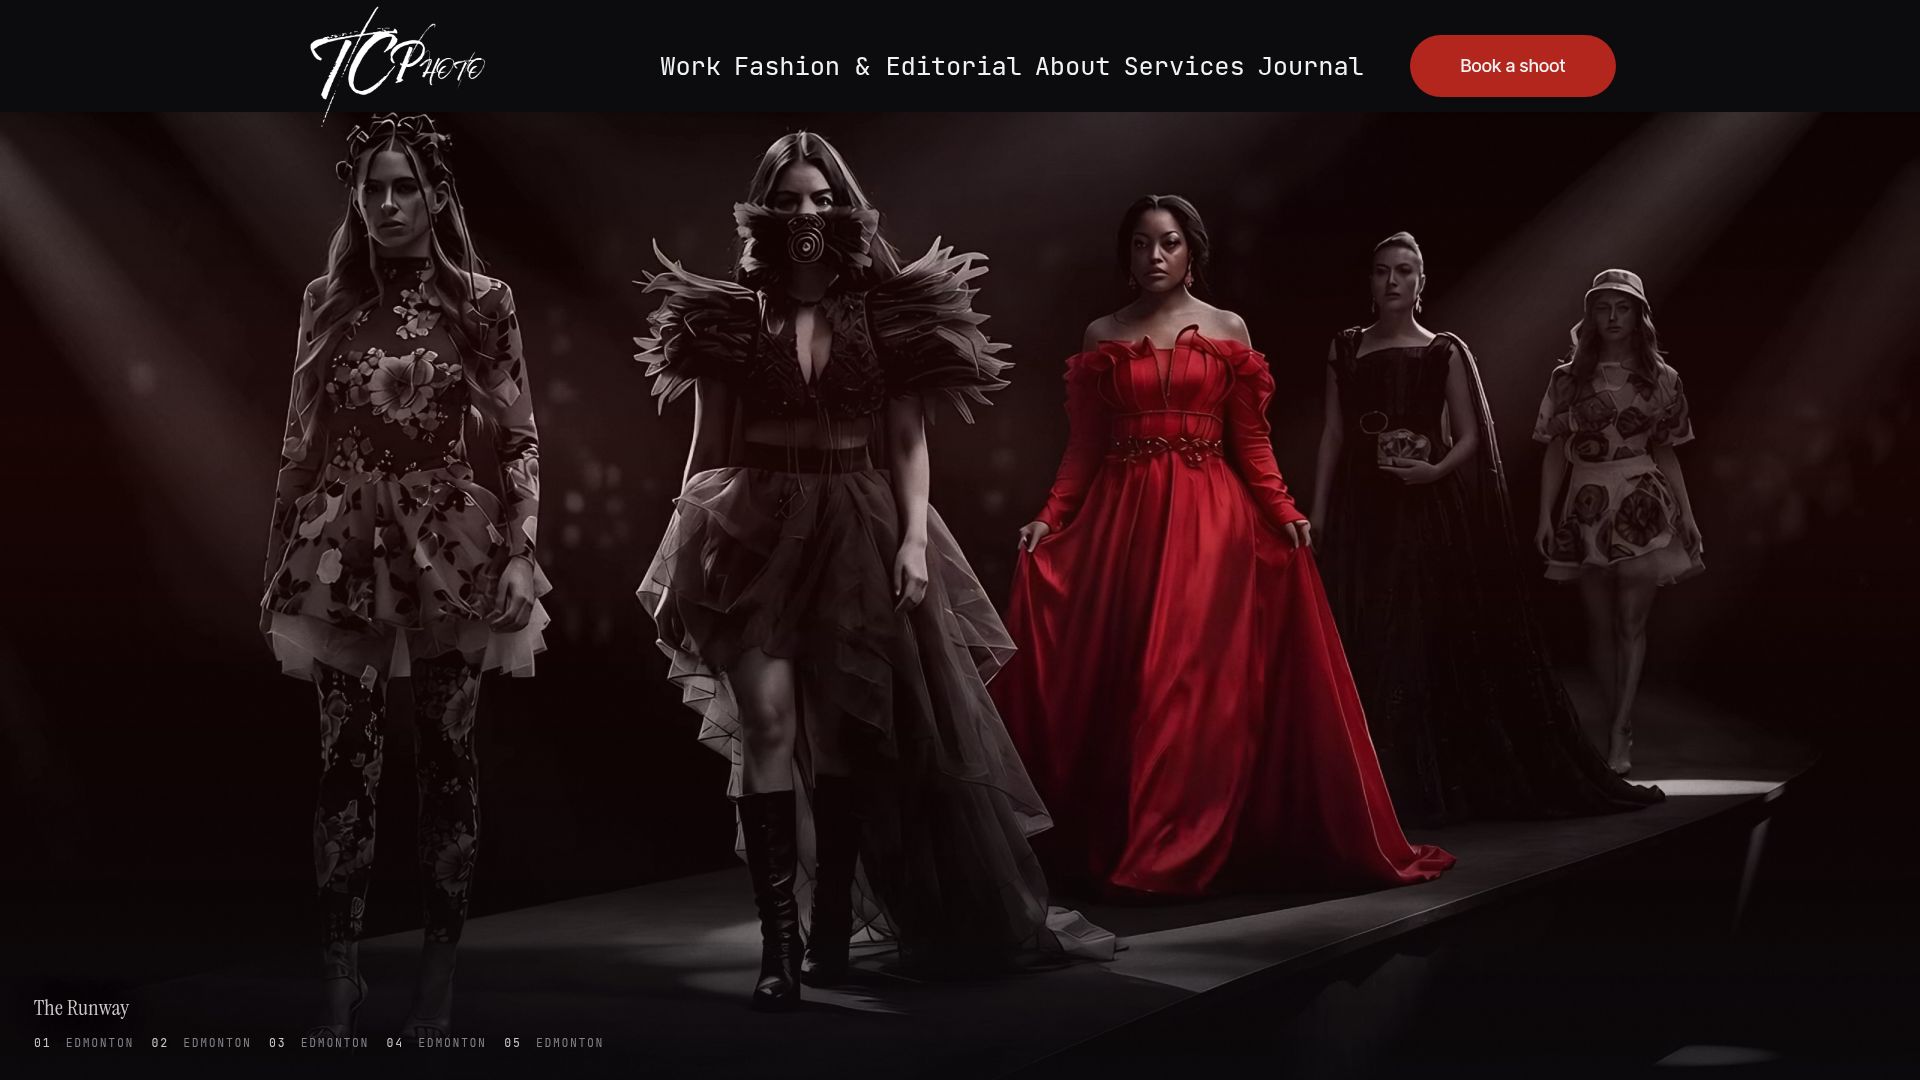 TCPHOTO
Work Fashion & Editorial About Services Journal
Book a shoot
The Runway
01 EDMONTON 02 EDMONTON 03 EDMONTON 04 EDMONTON 05 EDMONTON